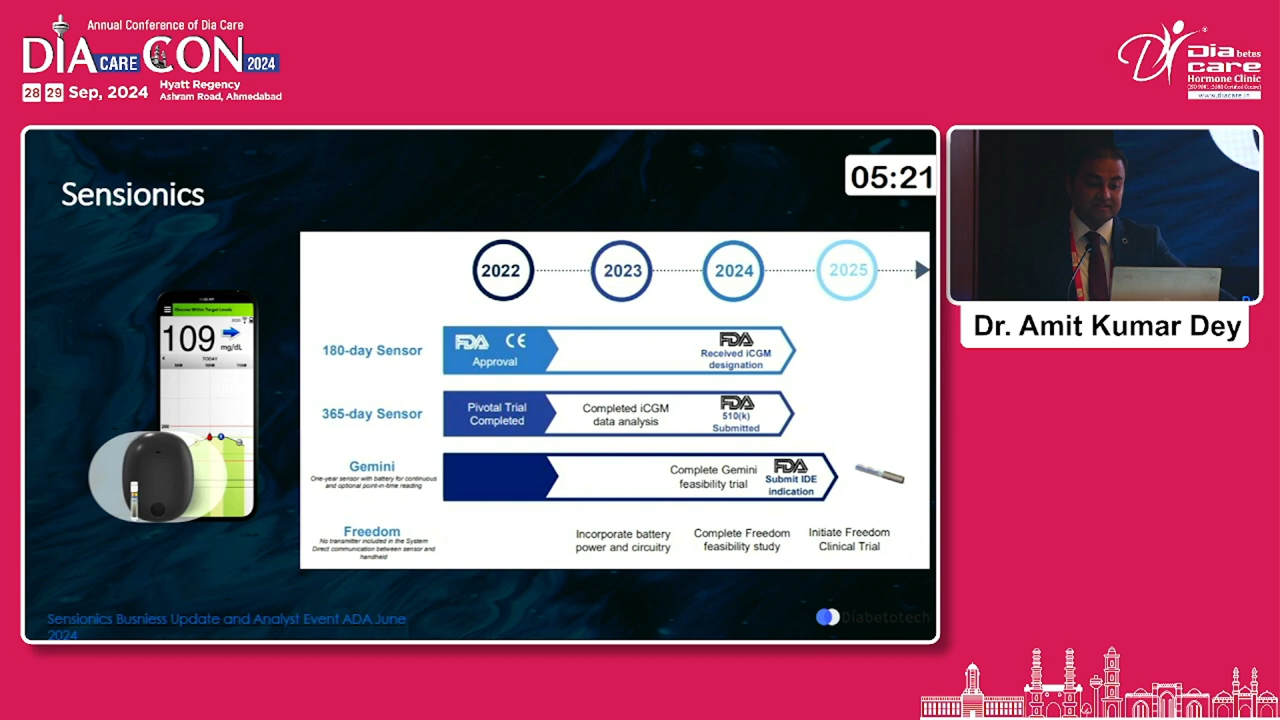 Annual Conference of Dia Care
DIA CARE CON 2024
28 29 Sep, 2024
Hyatt Regency
Ashram Road, Ahmedabad
Diabetes
care
Hormone Clinic
www.diacare.in
05:21
Sensionics
2022 2023 2024 2025
180-day Sensor
FDA CE
Approval
FDA
Received iCGM
designation
365-day Sensor
Pivotal Trial
Completed
Completed iCGM
data analysis
FDA
510(k)
Submitted
Gemini
One-year sensor with battery for continuous
and optional point-in-time reading
Complete Gemini
feasibility trial
FDA
Submit IDE
indication
Freedom
No transmitter included in the System
Direct communication between sensor and
handheld
Incorporate battery
power and circuitry
Complete Freedom
feasibility study
Initiate Freedom
Clinical Trial
109
mg/dL
TODAY
Sensionics Busniess Update and Analyst Event ADA June
2024
Diabetotech
Dr. Amit Kumar Dey